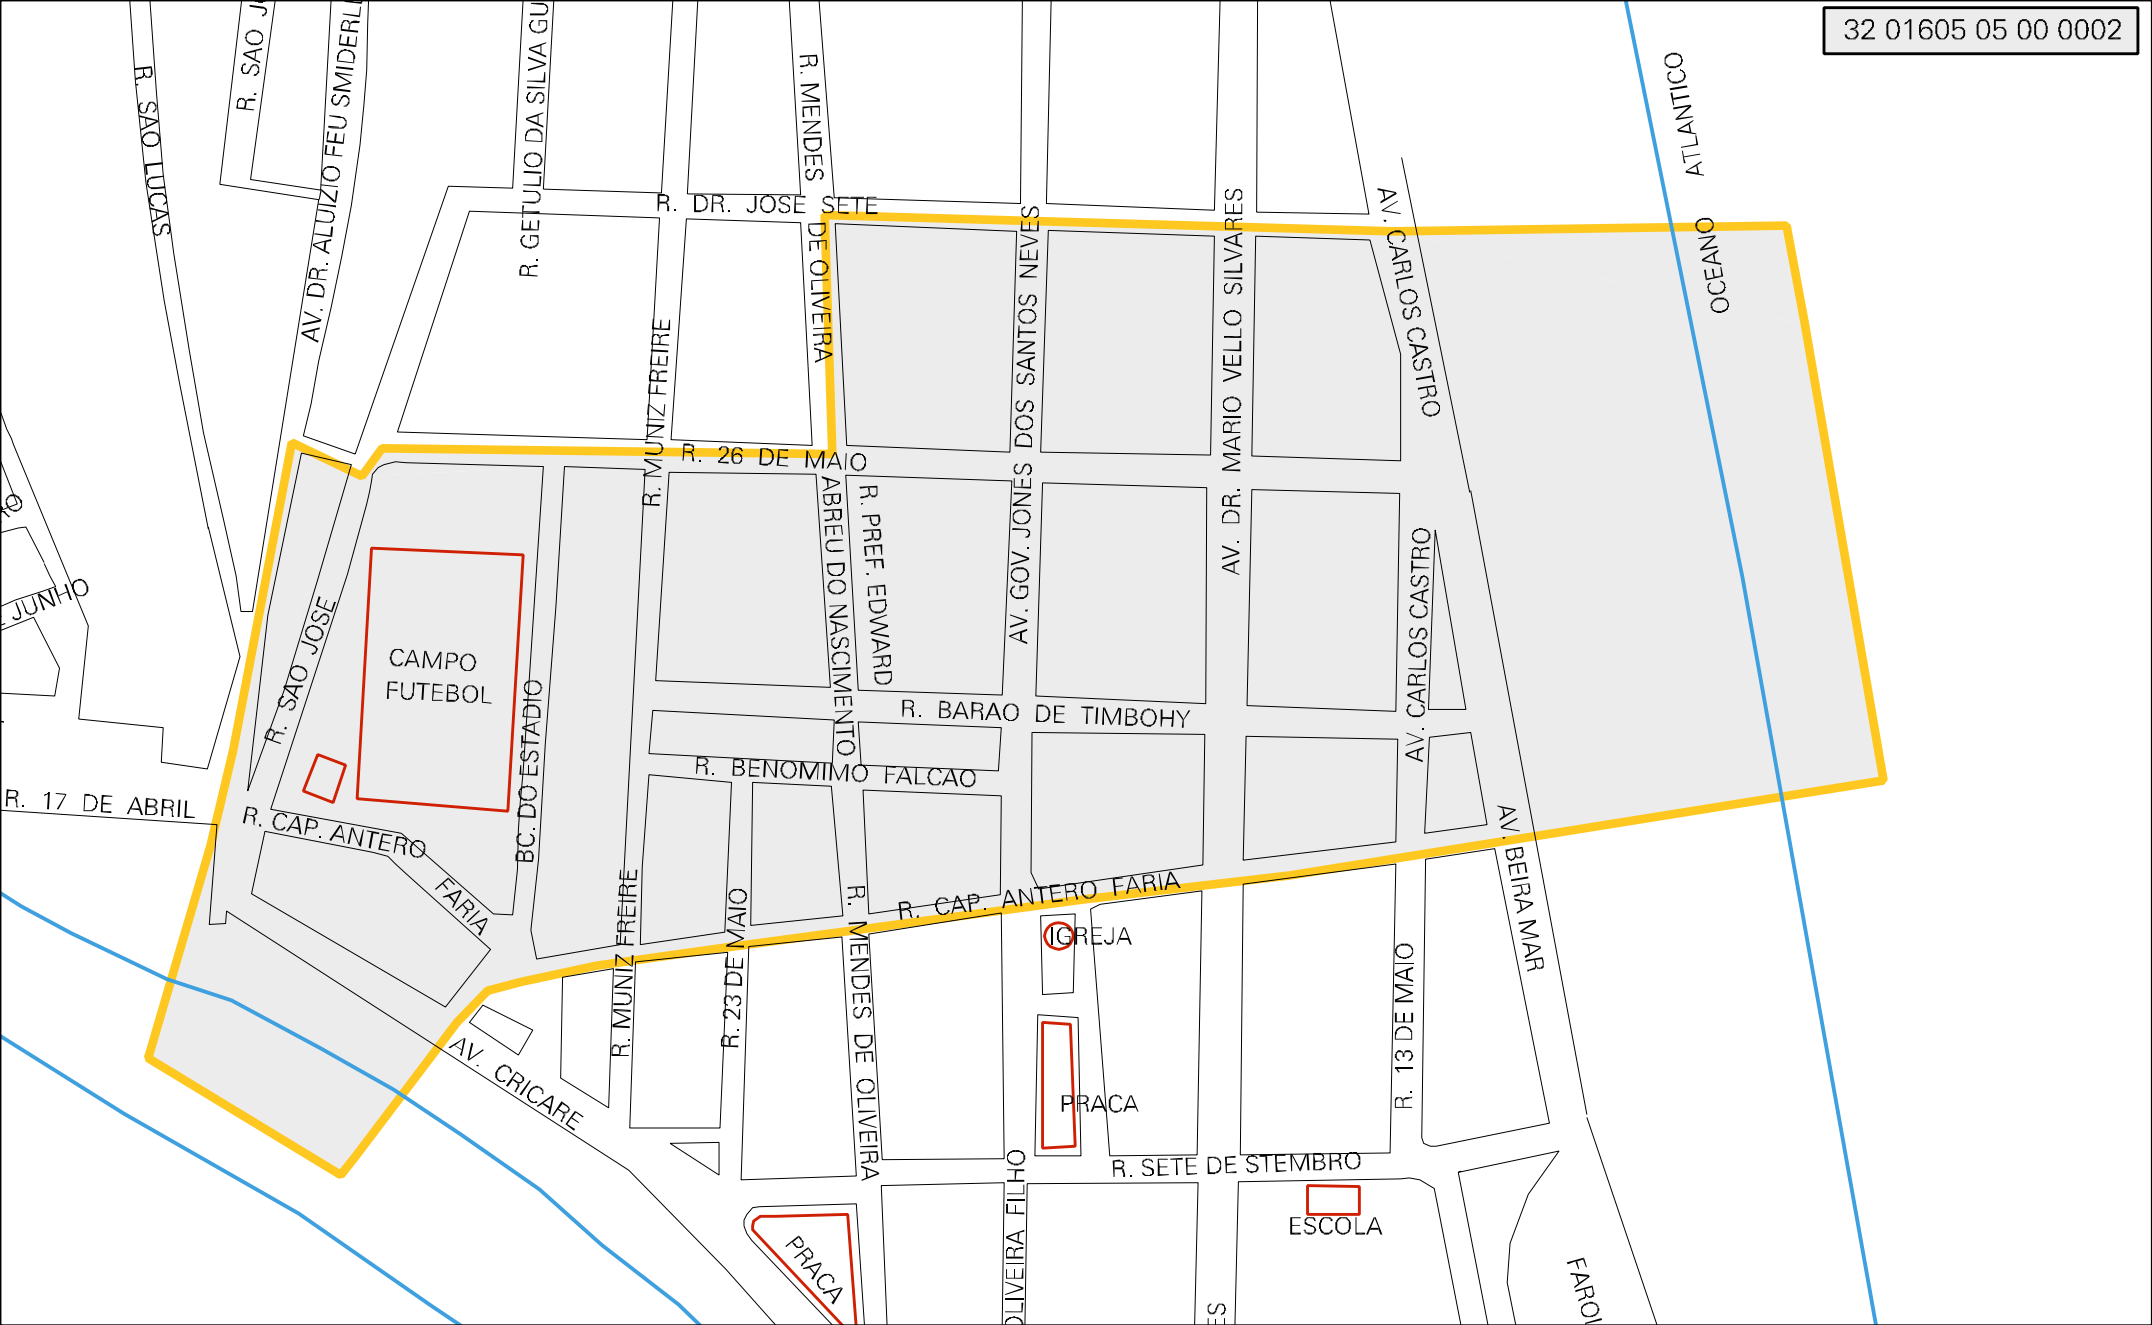 32 01605 05 00 0002
R. SAO LUCAS
R. SAO
AV. DR. ALUIZIO FEU
R. GETULIO DA SILVA
R. MENDES
DE OLIVEIRA
R. DR. JOSE SETE
AV. GOV. JONES DOS SANTOS NEVES
AV. DR. MARIO VELLO SILVARES
AV. CARLOS CASTRO
ATLANTICO
OCEANO
R. MUNIZ FREIRE
R. 26 DE MAIO
R. PREF. EDWARD
ABREU DO NASCIMENTO
JUNHO
R. SAO JOSE
CAMPO
FUTEBOL
BC. DO ESTADIO
AV. CARLOS CASTRO
R. BARAO DE TIMBOHY
R. BENOMIMO FALCAO
R. 17 DE ABRIL
R. CAP. ANTERO
FARIA
R. MUNIZ FREIRE
R. 23 DE MAIO
R. MENDES DE OLIVEIRA
R. CAP. ANTERO FARIA
AV. BEIRA MAR
IGREJA
R. 13 DE MAIO
AV. CRICARE
PRACA
R. SETE DE STEMBRO
OLIVEIRA FILHO
ESCOLA
PRACA